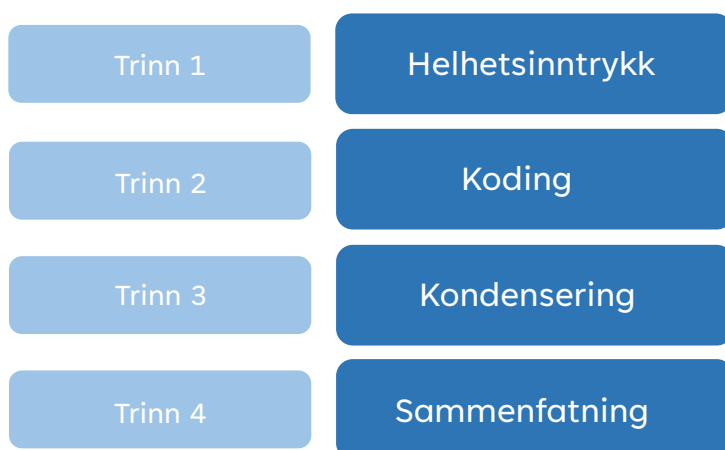 Trinn 1
Helhetsinntrykk
Trinn 2
Koding
Trinn 3
Kondensering
Trinn 4
Sammenfatning